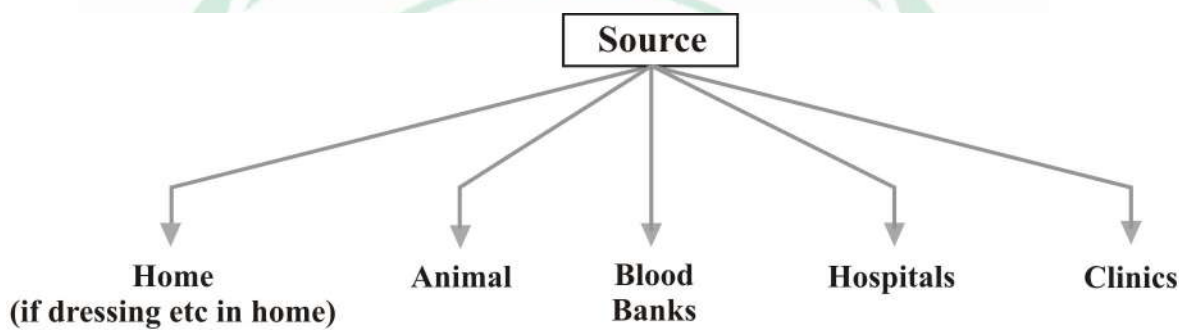 Source
Home
(if dressing etc in home)
Animal
Blood
Banks
Hospitals
Clinics